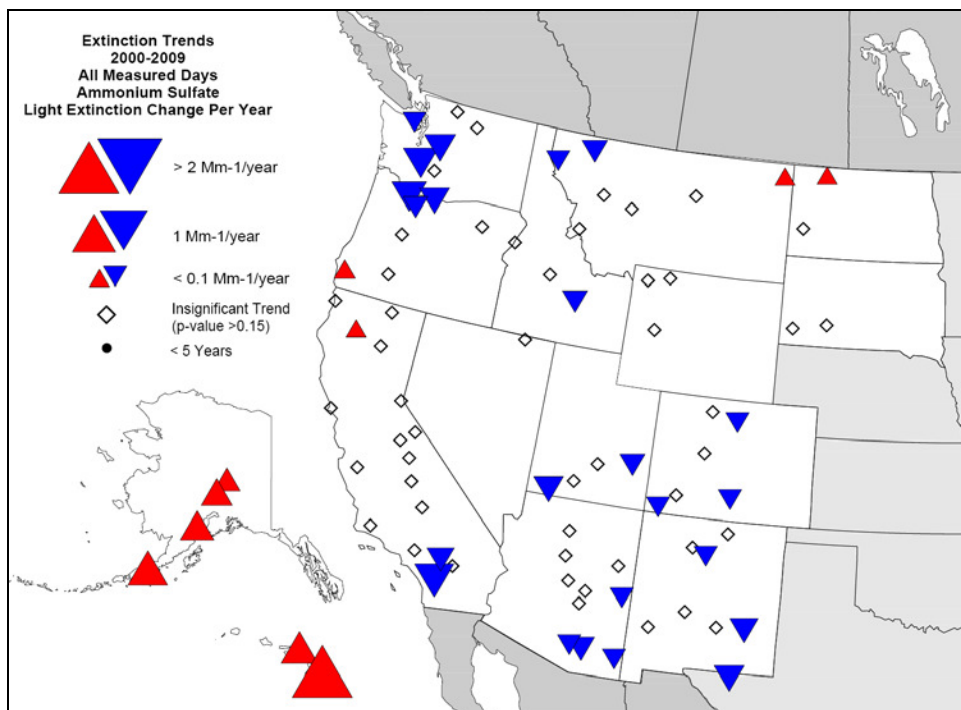 Extinction Trends
2000-2009
All Measured Days
Ammonium Sulfate
Light Extinction Change Per Year
> 2 Mm-1/year
1 Mm-1/year
< 0.1 Mm-1/year
Insignificant Trend
(p-value >0.15)
< 5 Years